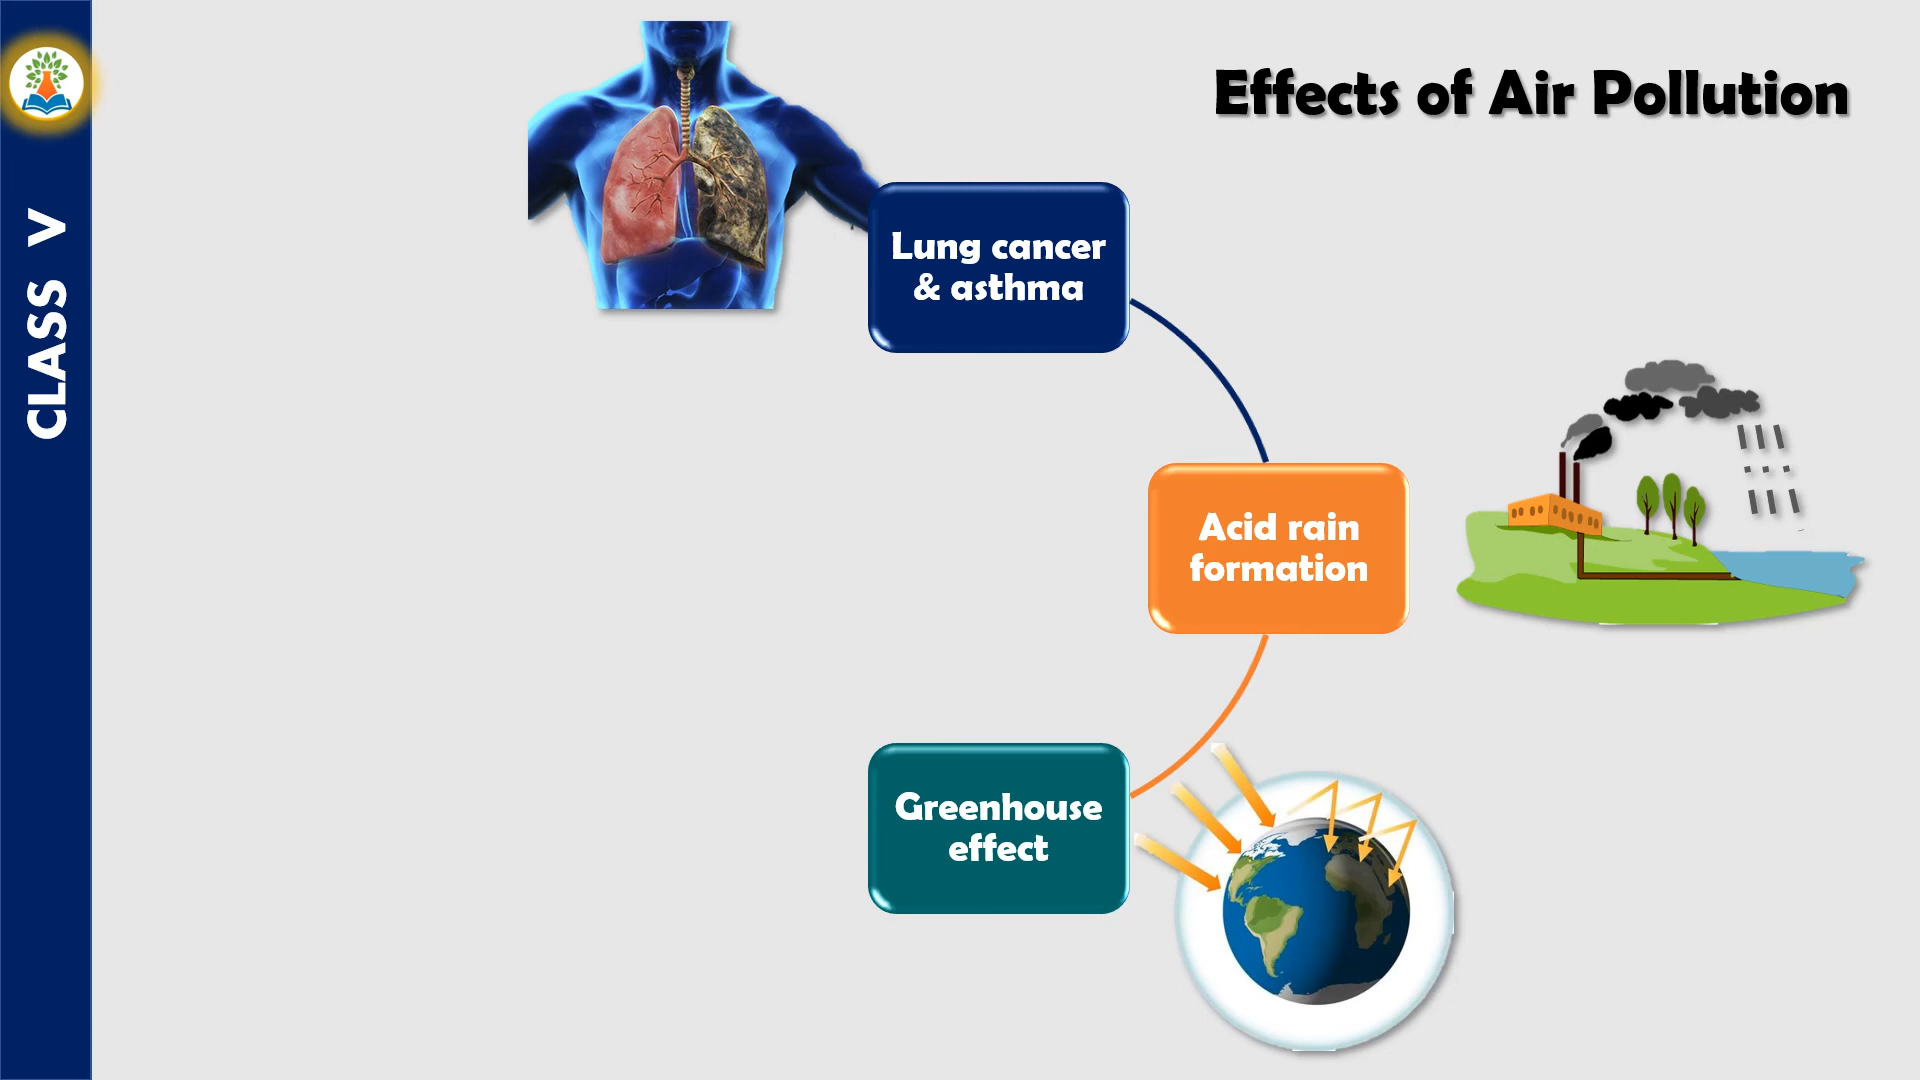 CLASS V
Effects of Air Pollution
Lung cancer
& asthma
Acid rain
formation
Greenhouse
effect